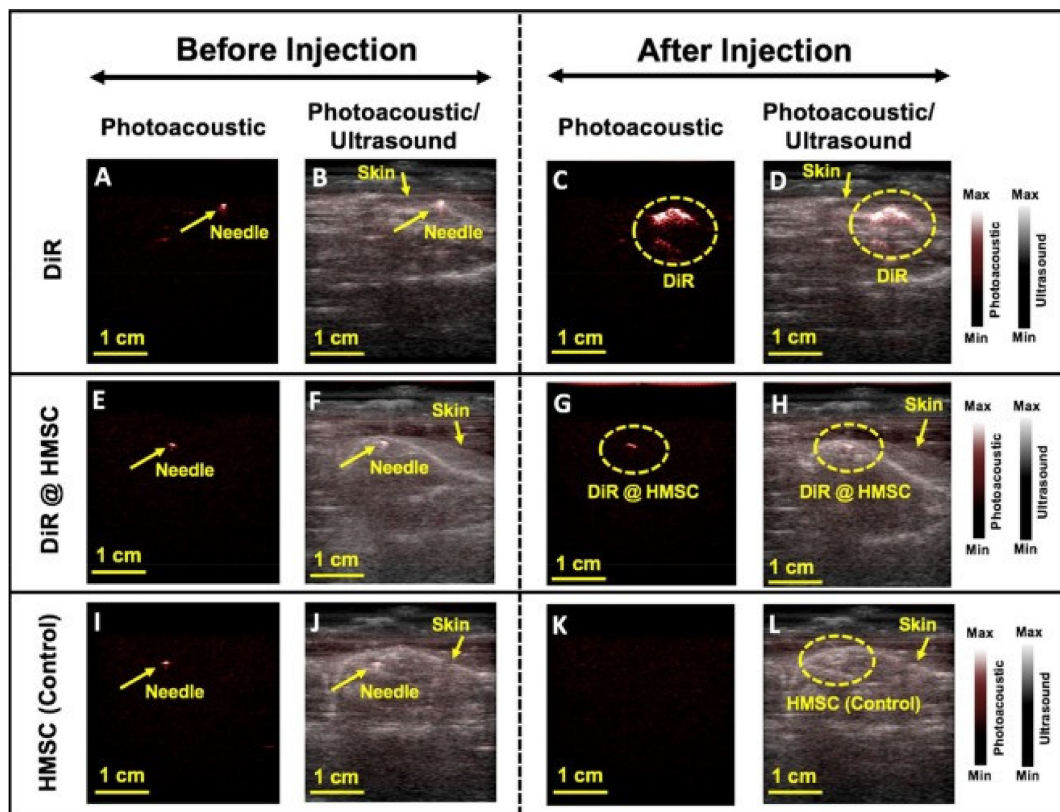 Before Injection
After Injection
Photoacoustic
Photoacoustic/
Ultrasound
Photoacoustic
Photoacoustic/
Ultrasound
DiR
A
Needle
B
Skin
Needle
C
DiR
D
Skin
DiR
1 cm
1 cm
1 cm
1 cm
Max
Max
Photoacoustic
Ultrasound
Min
Min
DiR @ HMSC
E
Needle
F
Skin
Needle
G
DiR @ HMSC
H
Skin
DiR @ HMSC
1 cm
1 cm
1 cm
1 cm
Max
Max
Photoacoustic
Ultrasound
Min
Min
HMSC (Control)
I
Needle
J
Skin
Needle
K
L
Skin
HMSC (Control)
1 cm
1 cm
1 cm
1 cm
Max
Max
Photoacoustic
Ultrasound
Min
Min